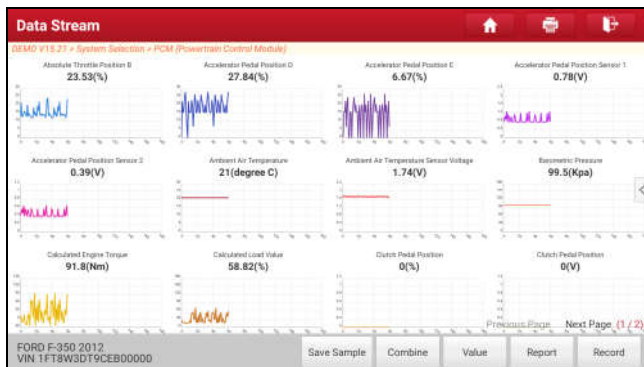 Data Stream
DEMO V15.21 > System Selection > PCM (Powertrain Control Module)
Absolute Throttle Position B
23.53(%)
Accelerator Pedal Position D
27.84(%)
Accelerator Pedal Position E
6.67(%)
Accelerator Pedal Position Sensor 1
0.78(V)
Accelerator Pedal Position Sensor 2
0.39(V)
Ambient Air Temperature
21(degree C)
Ambient Air Temperature Sensor Voltage
1.74(V)
Barometric Pressure
99.5(Kpa)
Calculated Engine Torque
91.8(Nm)
Calculated Load Value
58.82(%)
Clutch Pedal Position
0(%)
Clutch Pedal Position
0(V)
Previous Page Next Page (1 / 2)
FORD F-350 2012
VIN 1FT8W3DT9CEB00000
Save Sample Combine Value Report Record